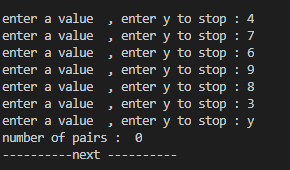 enter a value  , enter y to stop : 4
enter a value  , enter y to stop : 7
enter a value  , enter y to stop : 6
enter a value  , enter y to stop : 9
enter a value  , enter y to stop : 8
enter a value  , enter y to stop : 3
enter a value  , enter y to stop : y
number of pairs :  0
----------next ----------